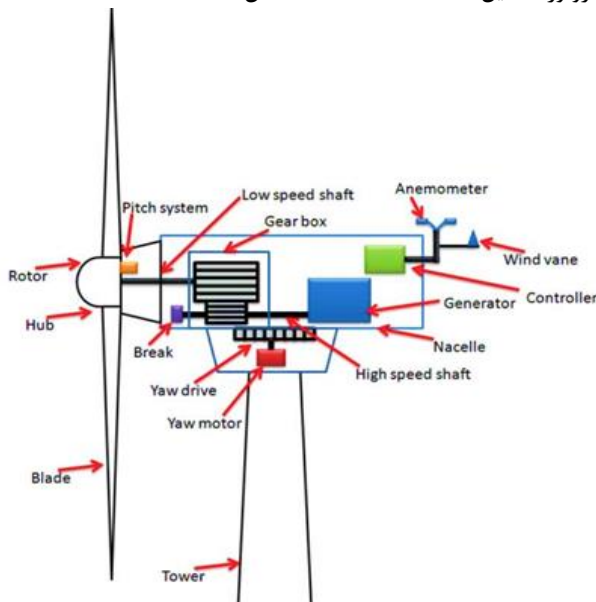 Anemometer
Low speed shaft
Pitch system
Gear box
Wind vane
Rotor
Generator
Controller
Hub
Break
Nacelle
High speed shaft
Yaw drive
Yaw motor
Blade
Tower